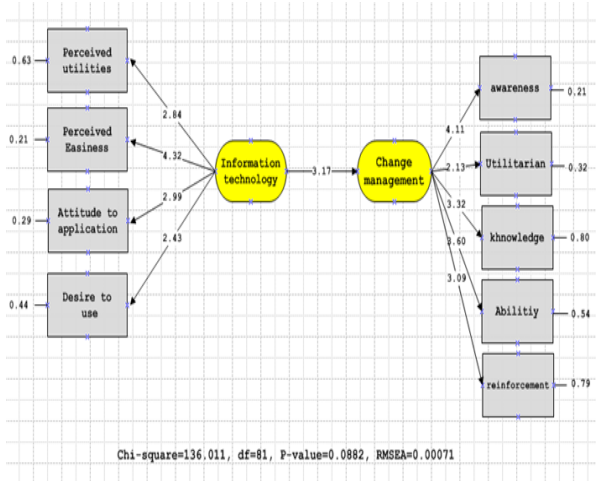 Perceived
utilities
0.63
Perceived
Easiness
0.21
Attitude to
application
0.29
Desire to
use
0.44
2.84
4.32
2.99
2.43
Information
technology
3.17
Change
management
4.11
2.13
3.32
3.60
3.09
awareness
0.21
Utilitarian
0.32
khnowledge
0.80
Abilitiy
0.54
reinforcement
0.79
Chi-square=136.011, df=81, P-value=0.0882, RMSEA=0.00071